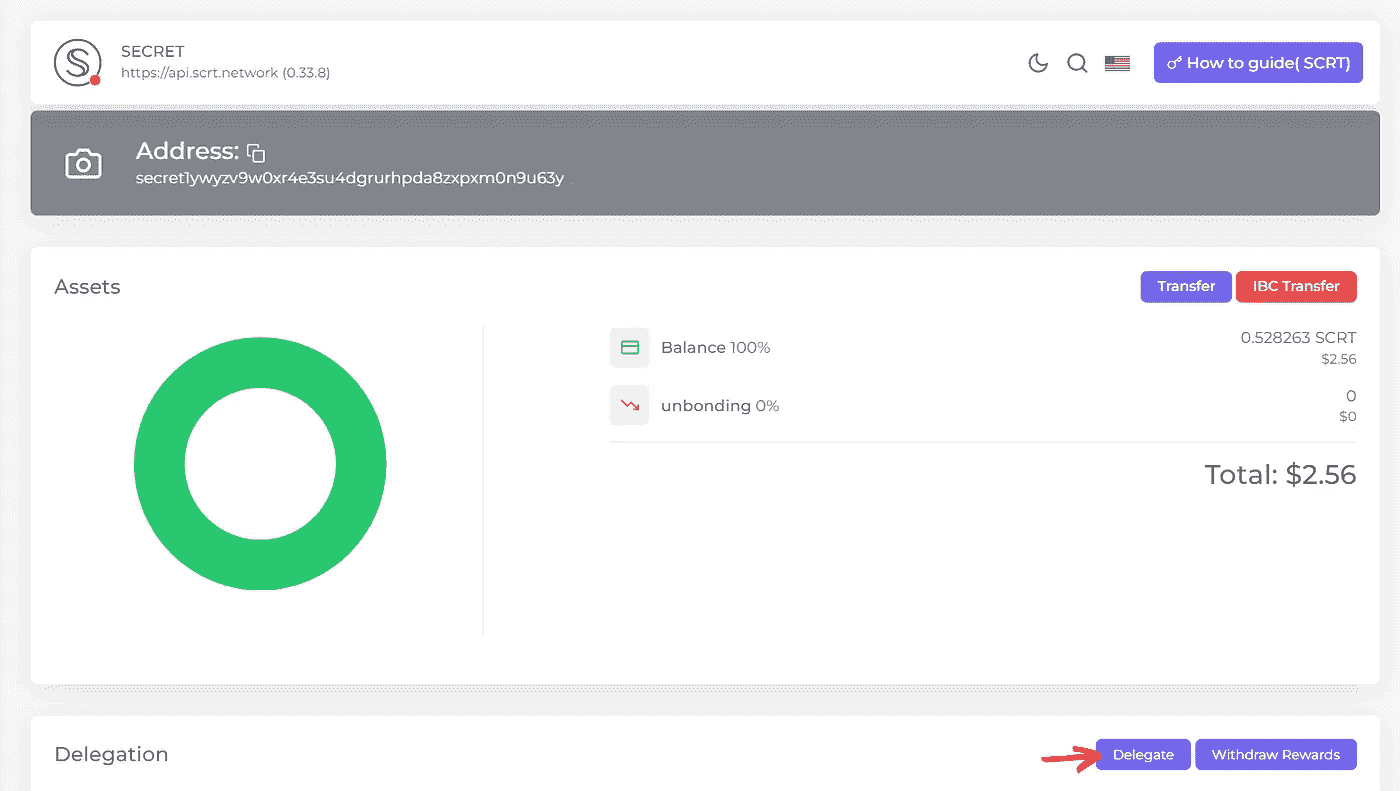 SECRET
https://api.scrt.network (0.33.8)
How to guide( SCRT)
Address:
secret1ywyzv9w0xr4e3su4dgrurhpda8zxpxm0n9u63y
Assets
Transfer
IBC Transfer
Balance 100%
0.528263 SCRT
$2.56
unbonding 0%
0
$0
Total: $2.56
Delegation
Delegate
Withdraw Rewards